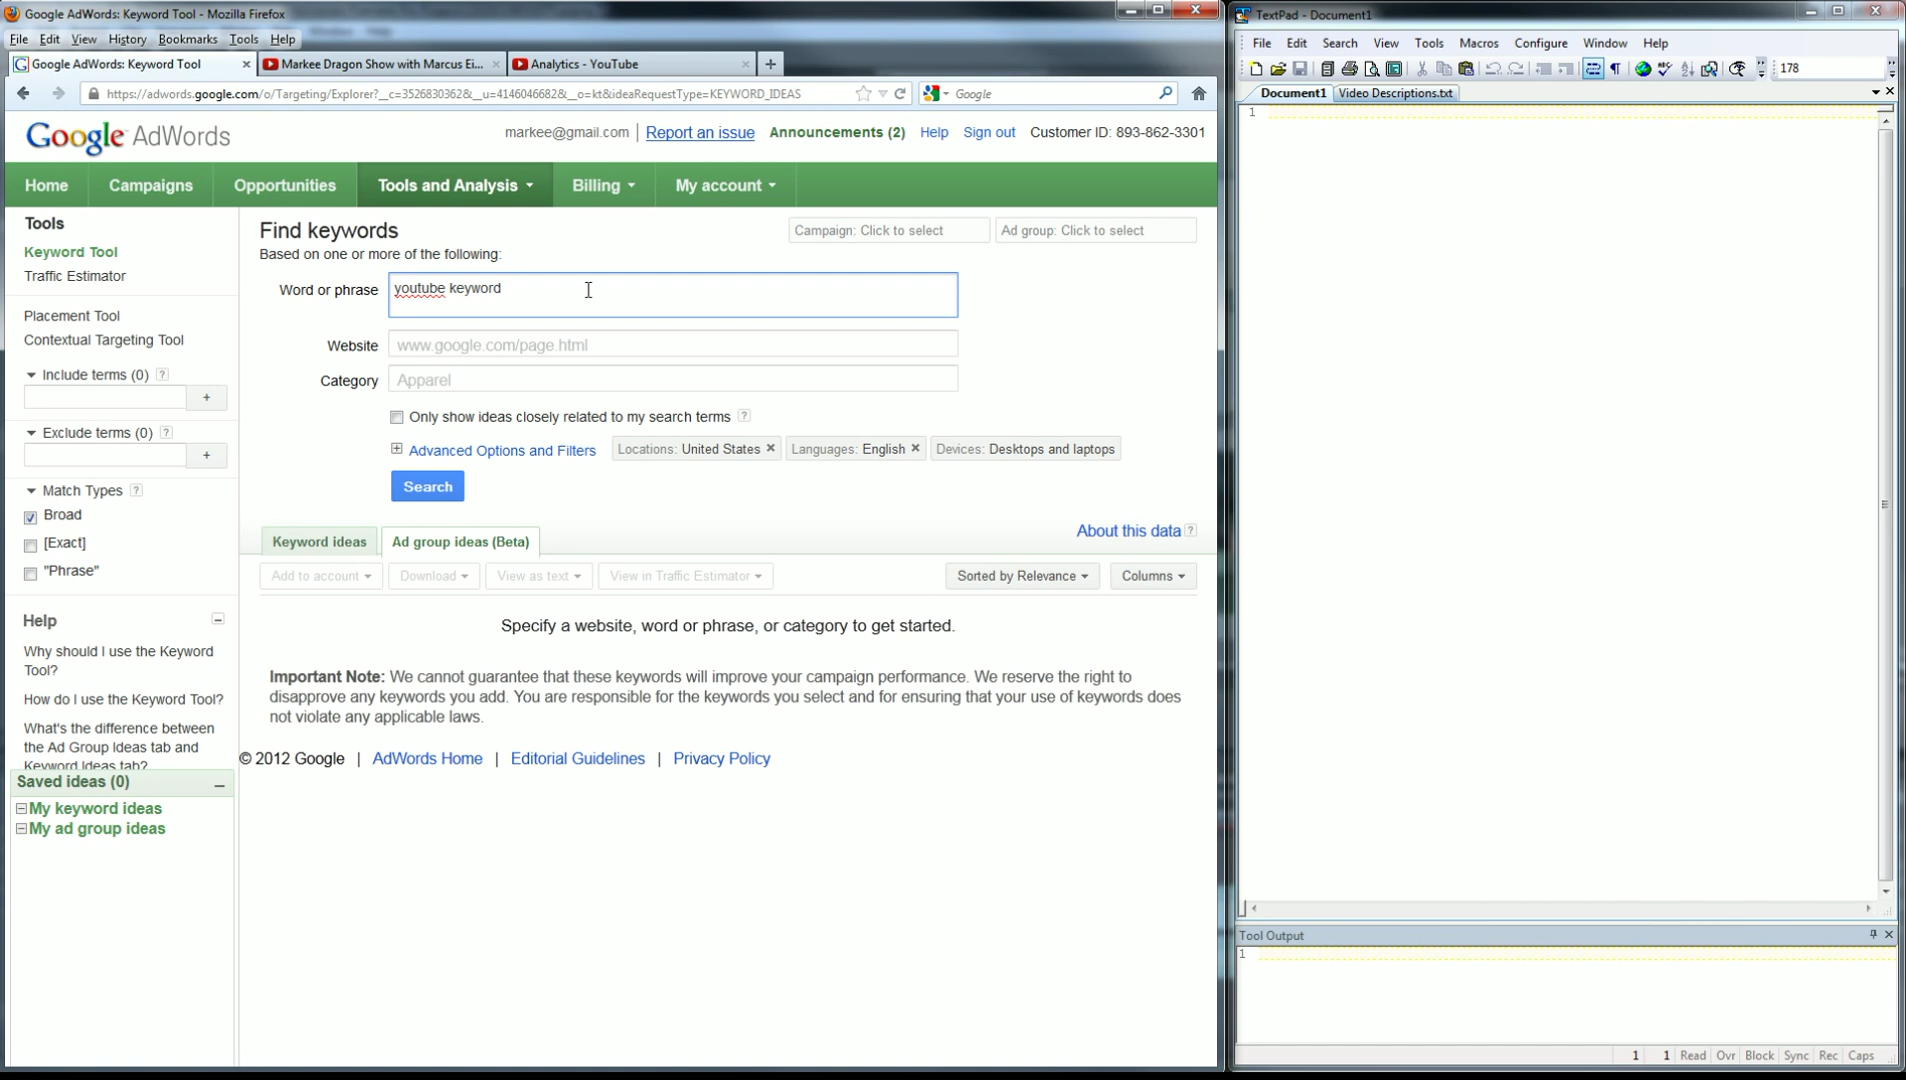 Google AdWords: Keyword Tool - Mozilla Firefox
File Edit View History Bookmarks Tools Help
Google AdWords: Keyword Tool
Markee Dragon Show with Marcus Ei...
Analytics - YouTube
https://adwords.google.com/o/Targeting/Explorer?__c=3526830362&__u=4146046682&__o=kt&ideaRequestType=KEYWORD_IDEAS
Google
Google AdWords
markee@gmail.com | Report an issue Announcements (2) Help Sign out Customer ID: 893-862-3301
Home Campaigns Opportunities Tools and Analysis Billing My account
Tools
Keyword Tool
Traffic Estimator
Placement Tool
Contextual Targeting Tool
Include terms (0) ?
+
Exclude terms (0) ?
+
Match Types ?
Broad
[Exact]
"Phrase"
Help
Why should I use the Keyword
Tool?
How do I use the Keyword Tool?
What's the difference between
the Ad Group Ideas tab and
Keyword Ideas tab?
Saved ideas (0)
My keyword ideas
My ad group ideas
Find keywords
Based on one or more of the following:
Campaign: Click to select
Ad group: Click to select
Word or phrase youtube keyword
Website www.google.com/page.html
Category Apparel
Only show ideas closely related to my search terms ?
Advanced Options and Filters
Locations: United States
Languages: English
Devices: Desktops and laptops
Search
About this data ?
Keyword ideas
Ad group ideas (Beta)
Add to account Download View as text View in Traffic Estimator
Sorted by Relevance Columns
Specify a website, word or phrase, or category to get started.
Important Note: We cannot guarantee that these keywords will improve your campaign performance. We reserve the right to
disapprove any keywords you add. You are responsible for the keywords you select and for ensuring that your use of keywords does
not violate any applicable laws.
© 2012 Google | AdWords Home | Editorial Guidelines | Privacy Policy
TextPad - Document1
File Edit Search View Tools Macros Configure Window Help
178
Document1 Video Descriptions.txt
1
Tool Output
1
1 1 Read Ovr Block Sync Rec Caps